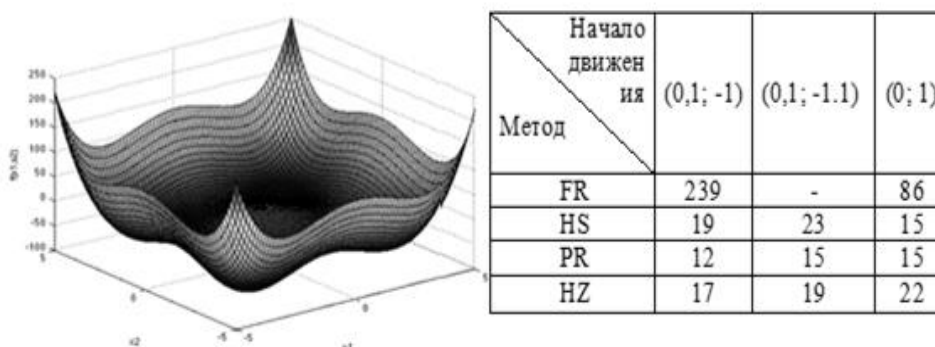 250
200
150
100
50
0
-50
-100
5
0
-5
-5
0
5
x2
Начало
движен
ия
Метод
(0,1; -1) (0,1; -1.1) (0; 1)
FR 239 - 86
HS 19 23 15
PR 12 15 15
HZ 17 19 22